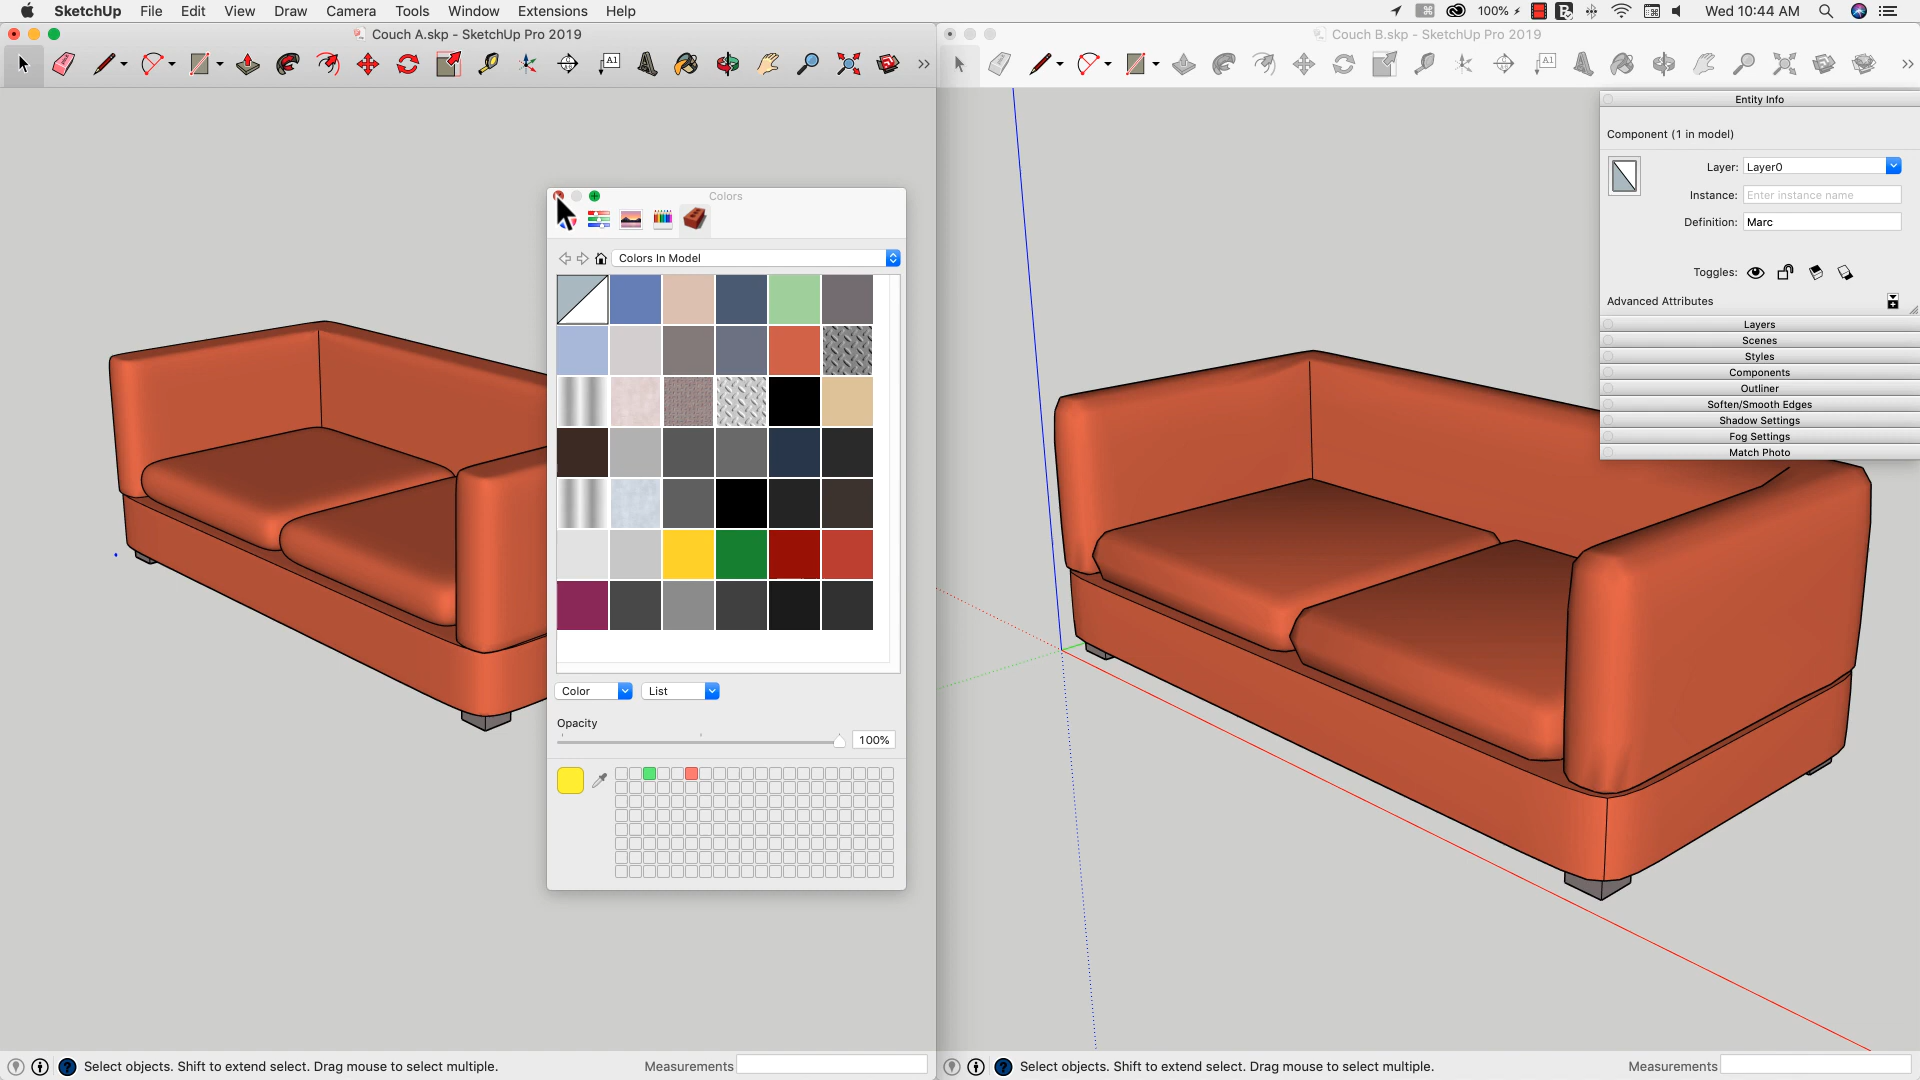 SketchUp File Edit View Draw Camera Tools Window Extensions Help 100% Wed 10:44 AM
Couch A.skp - SketchUp Pro 2019
Couch B.skp - SketchUp Pro 2019
A1
A1
Entity Info
Component (1 in model)
Layer: Layer0
Instance: Enter instance name
Definition: Marc
Toggles:
Advanced Attributes
Layers
Scenes
Styles
Components
Outliner
Soften/Smooth Edges
Shadow Settings
Fog Settings
Match Photo
Colors
Colors In Model
Color List
Opacity
100%
Select objects. Shift to extend select. Drag mouse to select multiple. Measurements
Select objects. Shift to extend select. Drag mouse to select multiple. Measurements